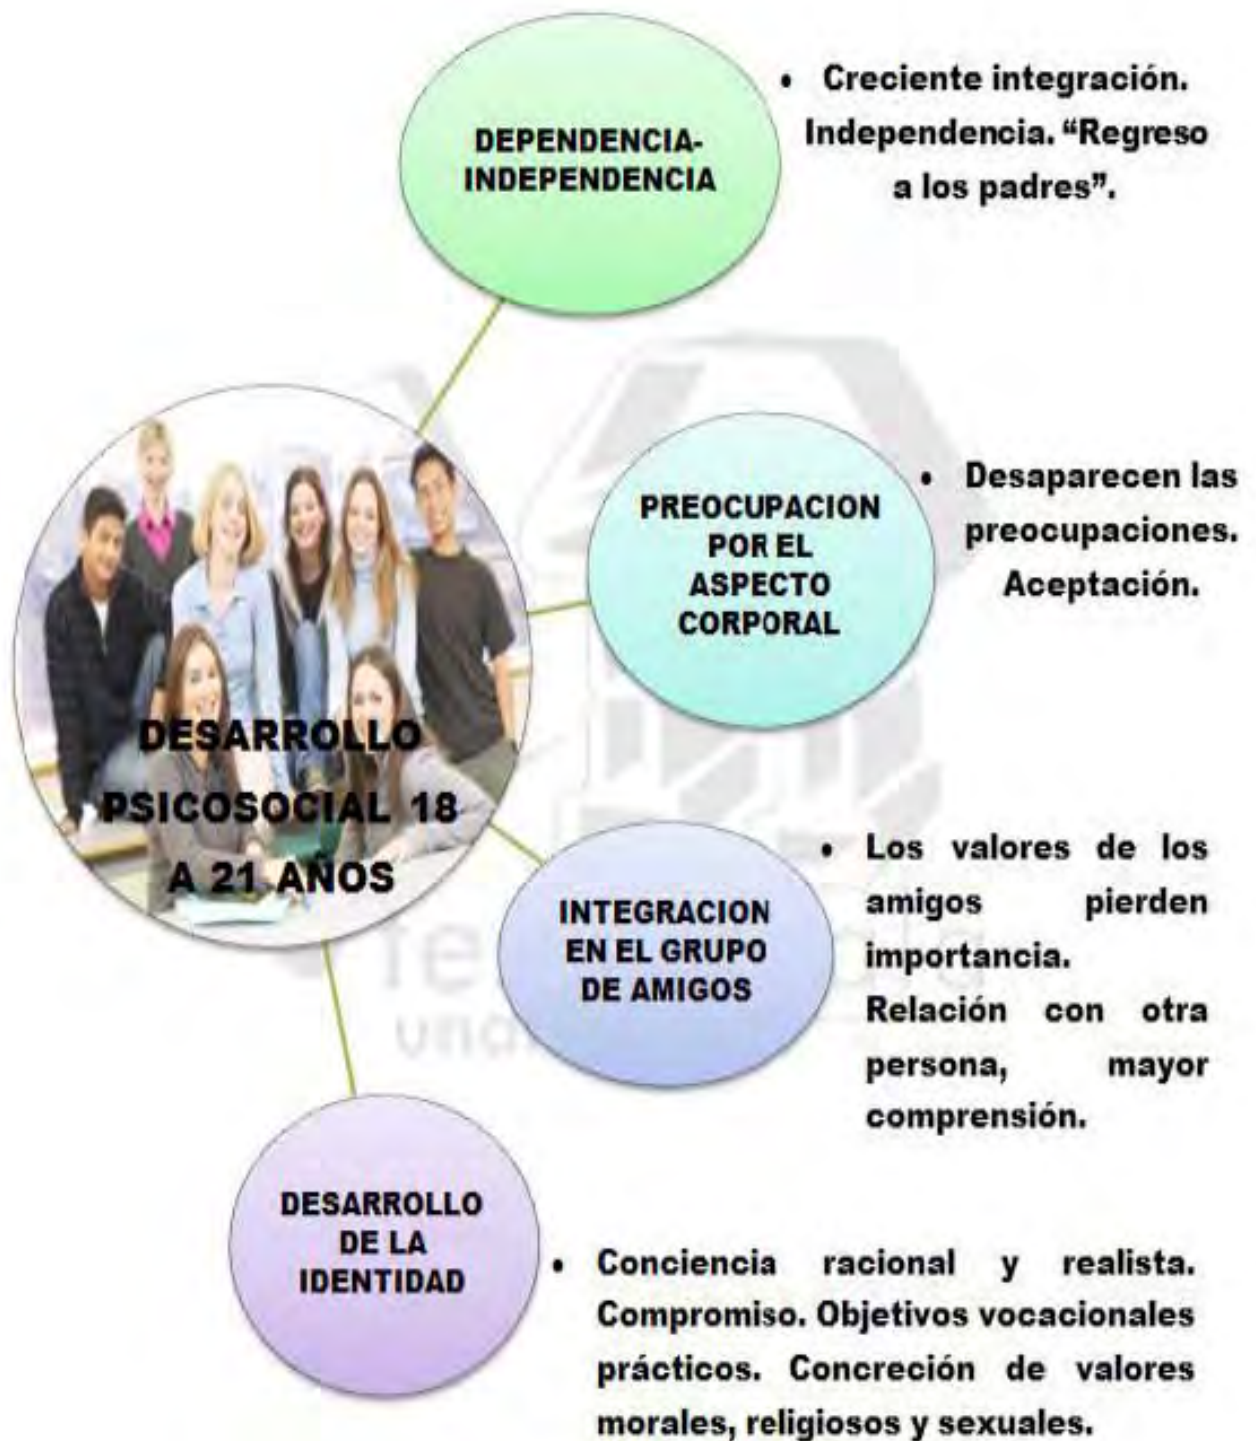 DEPENDENCIA-
INDEPENDENCIA
• Creciente integración.
Independencia. “Regreso
a los padres”.
PREOCUPACION
POR EL
ASPECTO
CORPORAL
• Desaparecen las
preocupaciones.
Aceptación.
DESARROLLO
PSICOSOCIAL 18
A 21 AÑOS
INTEGRACION
EN EL GRUPO
DE AMIGOS
• Los valores de los
amigos pierden
importancia.
Relación con otra
persona, mayor
comprensión.
DESARROLLO
DE LA
IDENTIDAD
• Conciencia racional y realista.
Compromiso. Objetivos vocacionales
prácticos. Concreción de valores
morales, religiosos y sexuales.